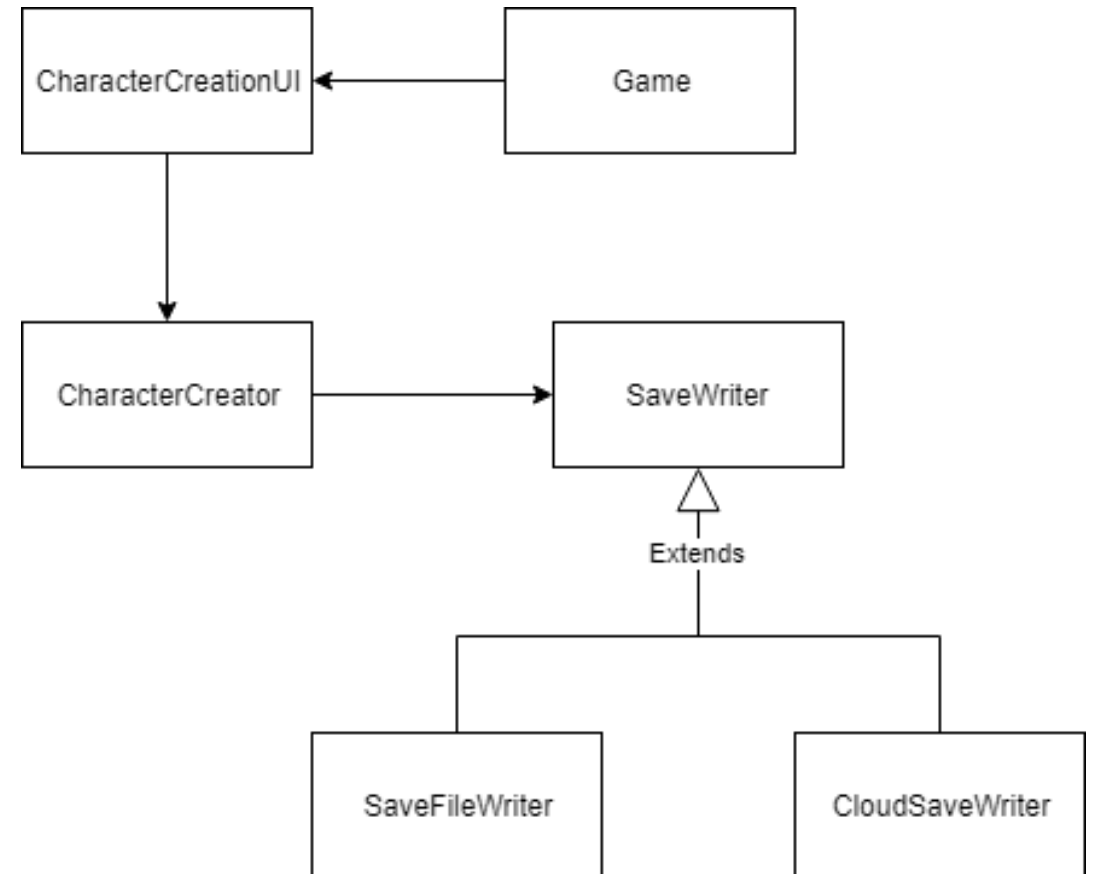 CharacterCreationUI
Game
CharacterCreator
SaveWriter
Extends
SaveFileWriter
CloudSaveWriter